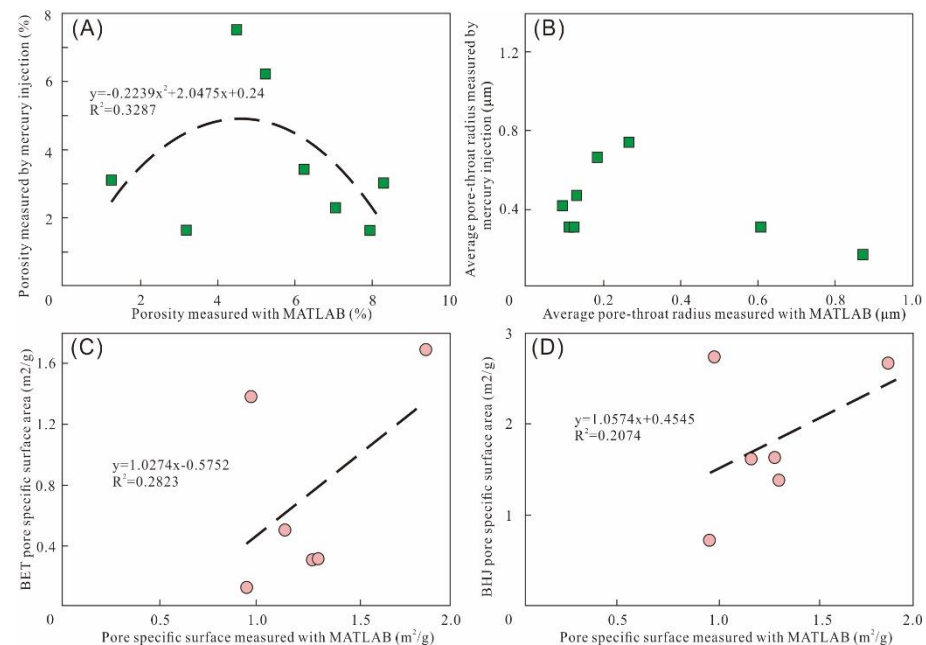 (A)
Porosity measured by mercury injection (%)
8
6
4
2
0
y=-0.2239x²+2.0475x+0.24
R²=0.3287
2
4
6
8
10
Porosity measured with MATLAB (%)
(B)
Average pore-throat radius measured by
mercury injection (μm)
1.2
0.8
0.4
0
0.2
0.4
0.6
0.8
1.0
Average pore-throat radius measured with MATLAB (μm)
(C)
BET pore specific surface area (m2/g)
1.6
1.2
0.8
0.4
0
y=1.0274x-0.5752
R²=0.2823
0.5
1.0
1.5
2.0
Pore specific surface measured with MATLAB (m²/g)
(D)
BHJ pore specific surface area (m2/g)
3
2
1
0
y=1.0574x+0.4545
R²=0.2074
0.5
1.0
1.5
2.0
Pore specific surface measured with MATLAB (m²/g)